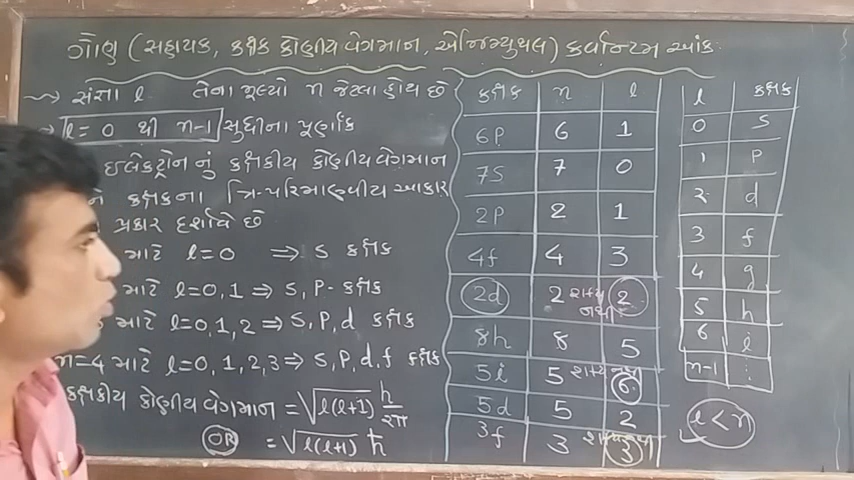 ગૌણ (સહાયક, કક્ષક કોણીય વેગમાન, એઝિમ્યુથલ) ક્વોન્ટમ આંક
→ સંજ્ઞા l તેના મૂલ્યો n જેટલા હોય છે
l = 0 થી n-1 સુધીના પૂર્ણાંક
ઇલેક્ટ્રોન નું કક્ષકીય કોણીય વેગમાન
ને કક્ષકના ત્રિ-પરિમાણીય આકાર
પ્રકાર દર્શાવે છે
માટે l=0 ⇒ S કક્ષક
માટે l=0,1 ⇒ S, P- કક્ષક
માટે l=0,1,2 ⇒ S,P,d કક્ષક
n=4 માટે l=0,1,2,3 ⇒ S,P,d,f કક્ષક
કક્ષકીય કોણીય વેગમાન = √l(l+1) h/2π
OR = √l(l+1) ħ
કક્ષક n l
6P 6 1
7S 7 0
2P 2 1
4f 4 3
2d 2 શક્ય નથી 2
8h 8 5
5i 5 શક્ય નથી 6
5d 5 2
3f 3 શક્ય નથી 3
l કક્ષક
0 S
1 P
2 d
3 f
4 g
5 h
6 i
n-1 ⋮
l < n